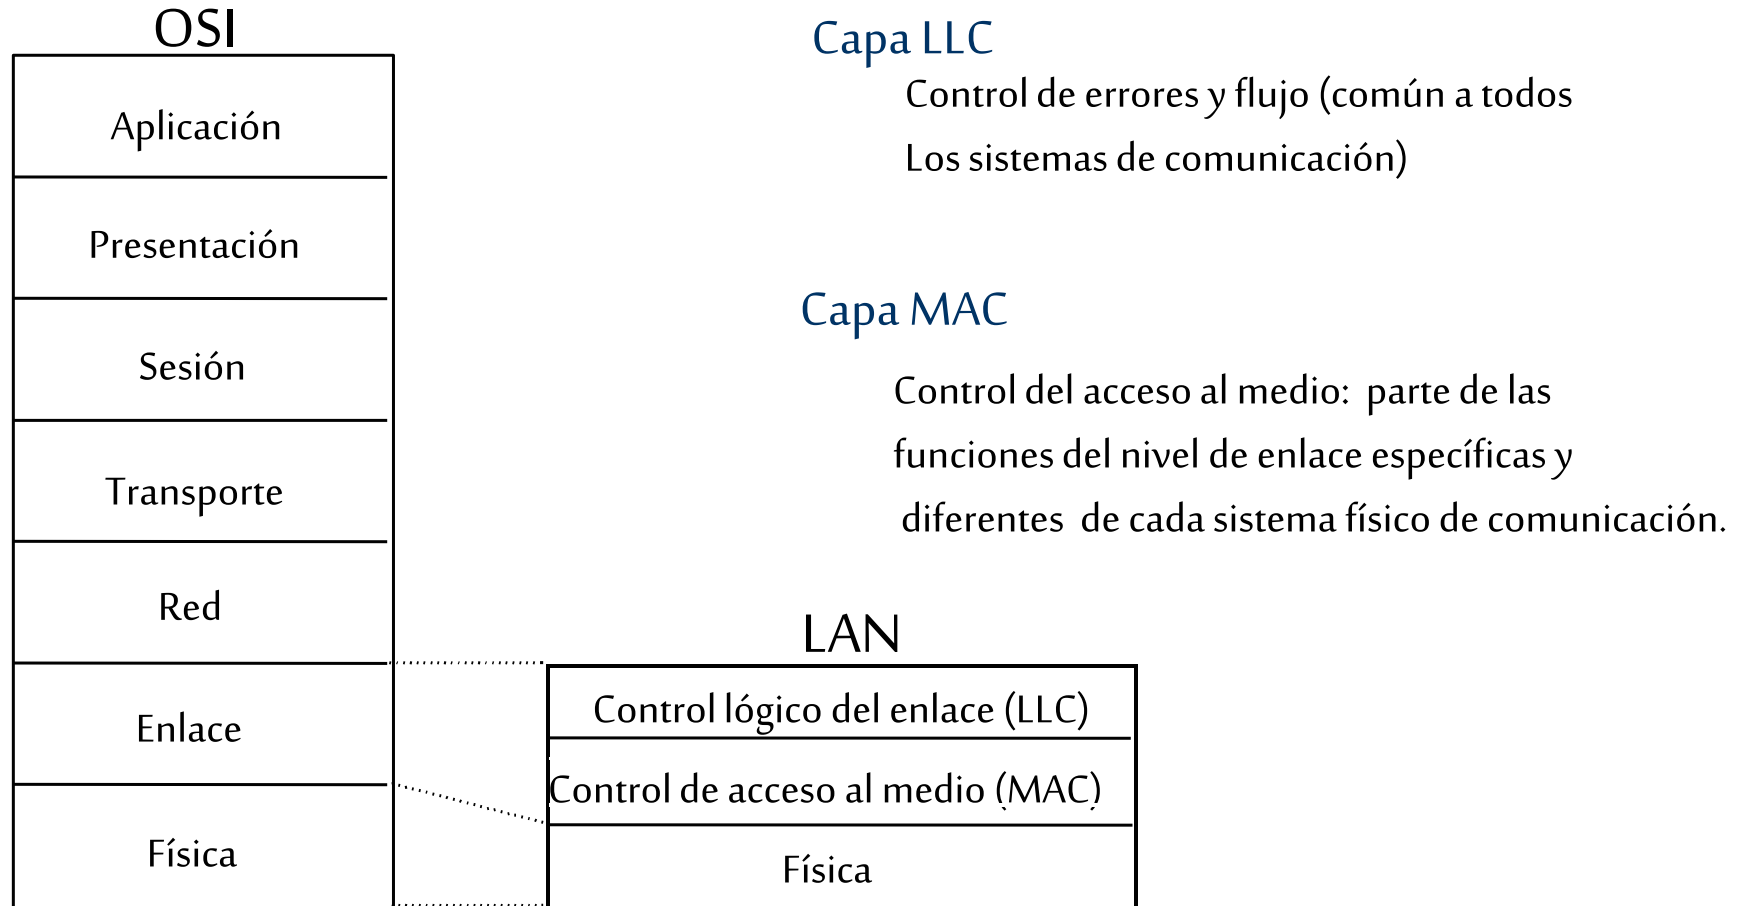 OSI
Aplicación
Presentación
Sesión
Transporte
Red
Enlace
Física
Capa LLC
Control de errores y flujo (común a todos
Los sistemas de comunicación)
Capa MAC
Control del acceso al medio: parte de las
funciones del nivel de enlace específicas y
diferentes de cada sistema físico de comunicación.
LAN
Control lógico del enlace (LLC)
Control de acceso al medio (MAC)
Física